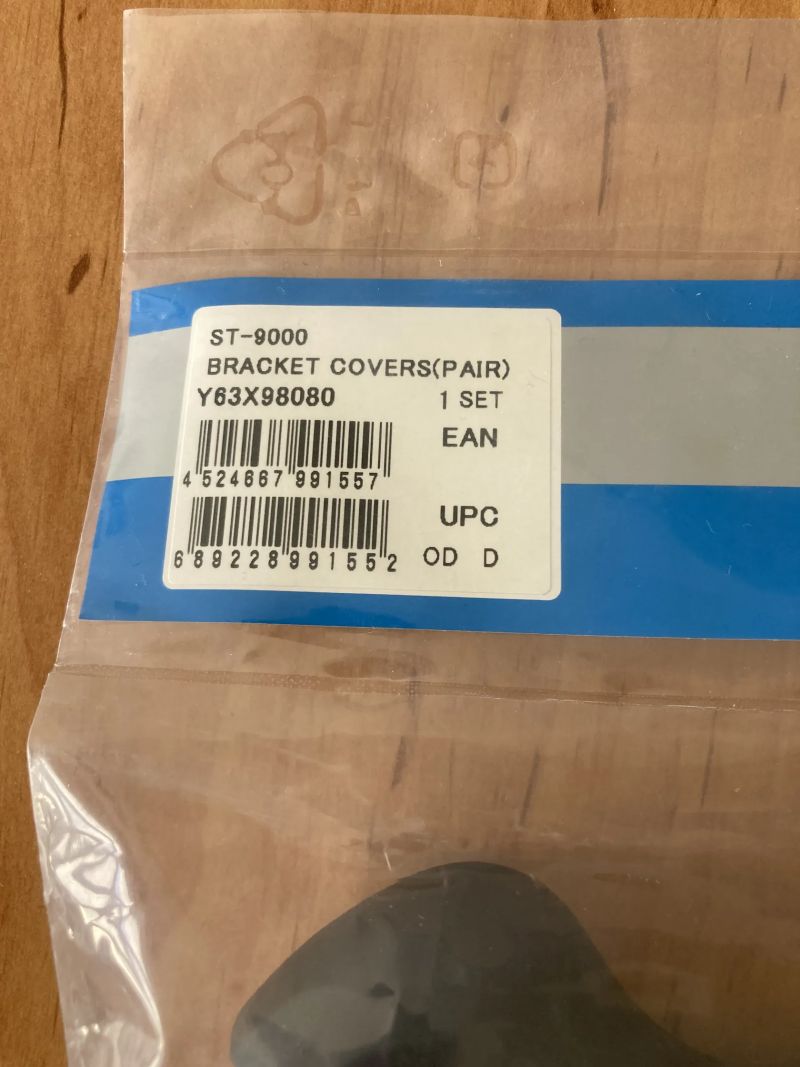 ST-9000
BRACKET COVERS(PAIR)
Y63X98080 1 SET
EAN
4 524667 991557
UPC
6 89228 99155 2 OD D